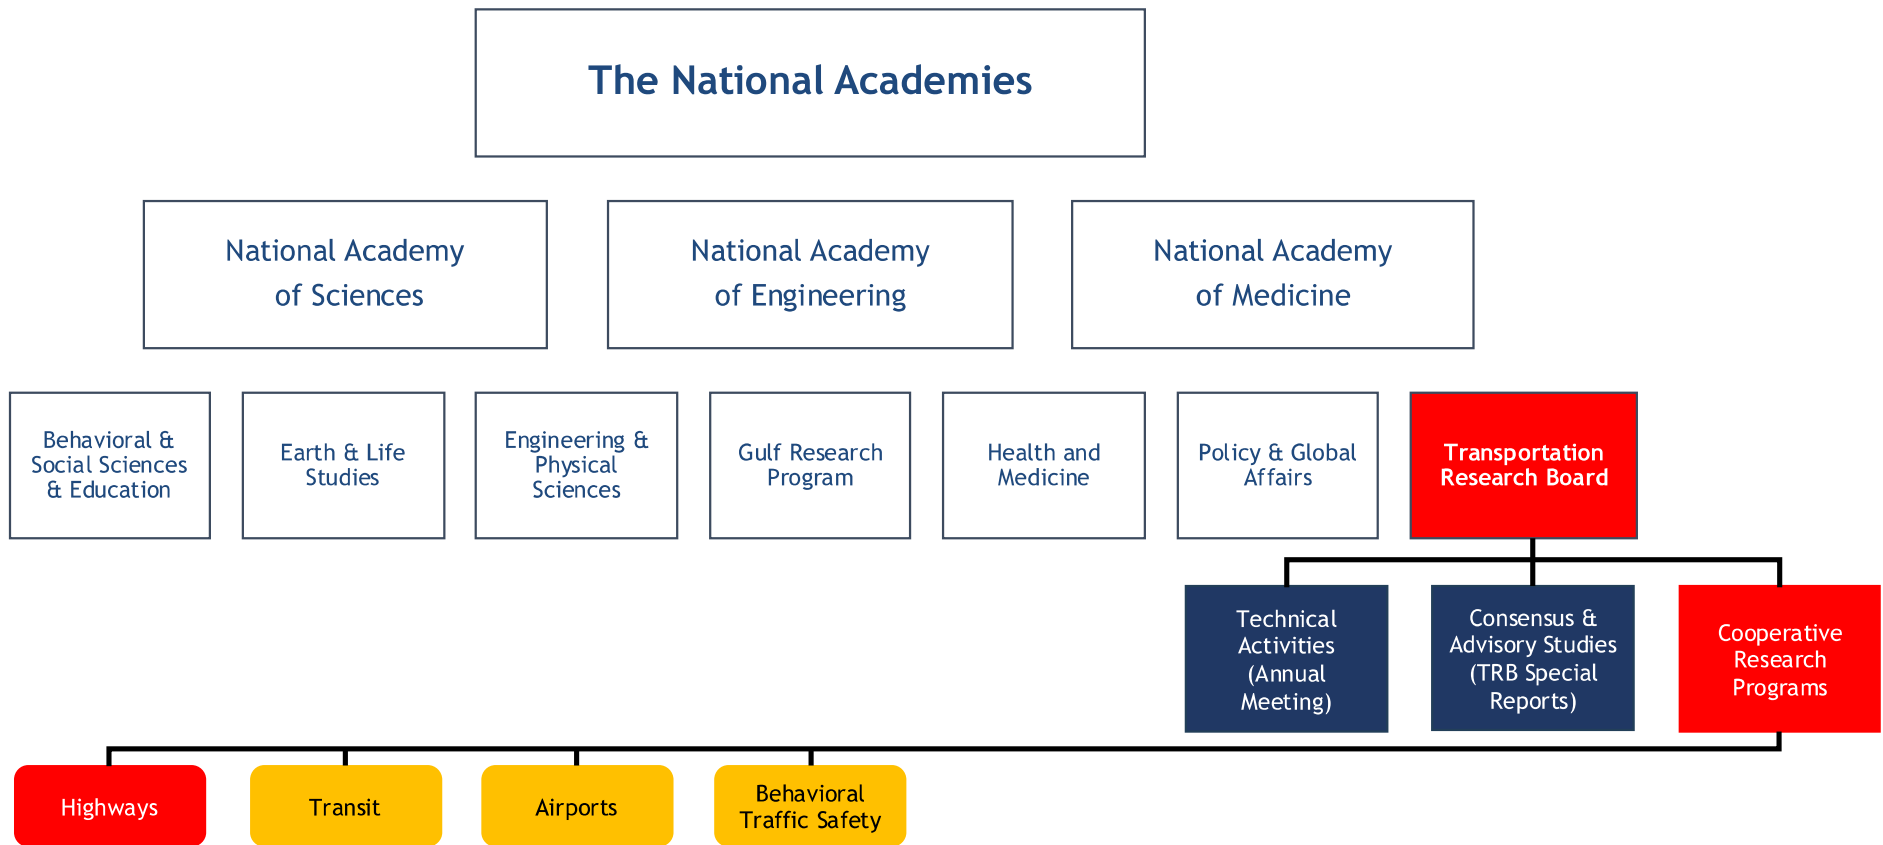 The National Academies
National Academy
of Sciences
National Academy
of Engineering
National Academy
of Medicine
Behavioral &
Social Sciences
& Education
Earth & Life
Studies
Engineering &
Physical
Sciences
Gulf Research
Program
Health and
Medicine
Policy & Global
Affairs
Transportation
Research Board
Technical
Activities
(Annual
Meeting)
Consensus &
Advisory Studies
(TRB Special
Reports)
Cooperative
Research
Programs
Highways
Transit
Airports
Behavioral
Traffic Safety